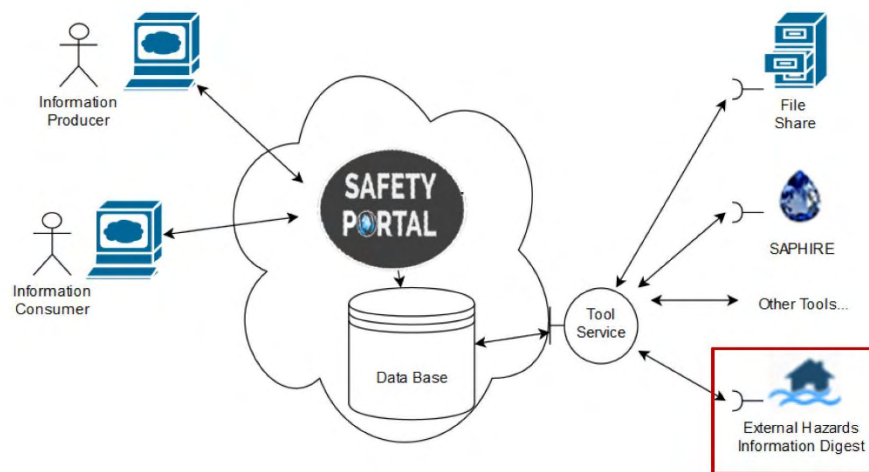 Information
Producer
Information
Consumer
SAFETY
PORTAL
Data Base
Tool
Service
File
Share
SAPHIRE
Other Tools...
External Hazards
Information Digest